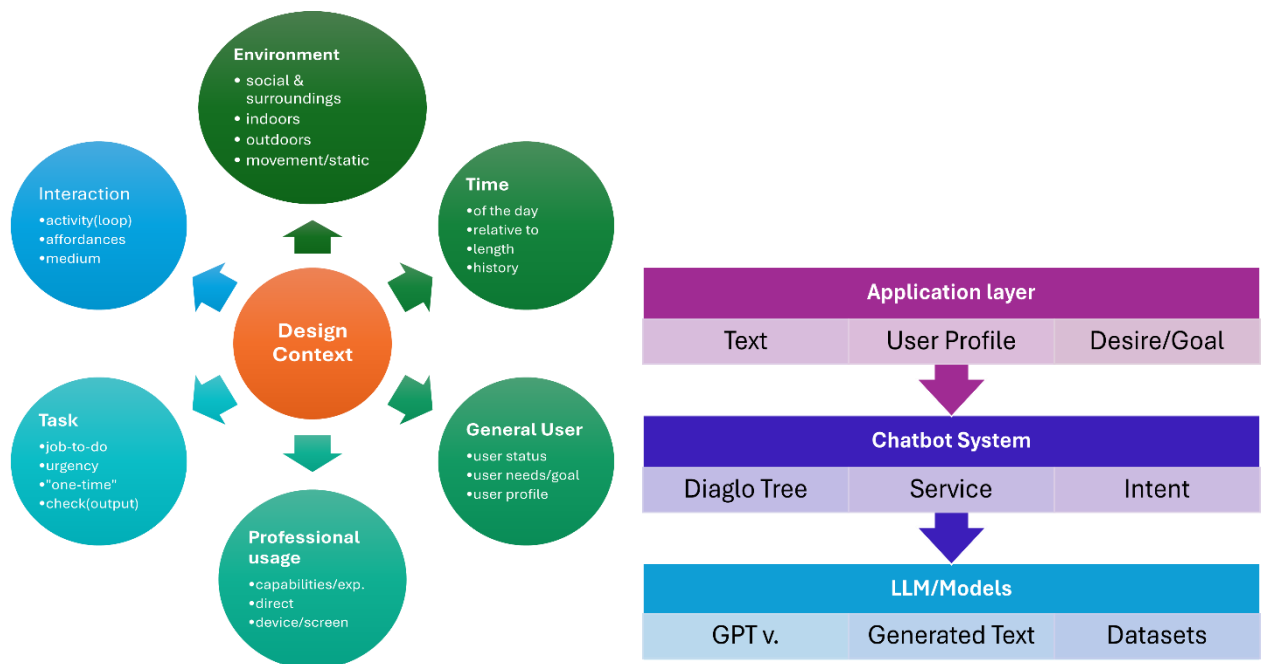 Environment
• social &
surroundings
• indoors
• outdoors
• movement/static
Time
•of the day
•relative to
•length
•history
General User
•user status
•user needs/goal
•user profile
Professional
usage
•capabilities/exp.
•direct
•device/screen
Task
•job-to-do
•urgency
•"one-time"
•check(output)
Interaction
•activity(loop)
•affordances
•medium
Design
Context
Application layer
Text User Profile Desire/Goal
Chatbot System
Diaglo Tree Service Intent
LLM/Models
GPT v. Generated Text Datasets